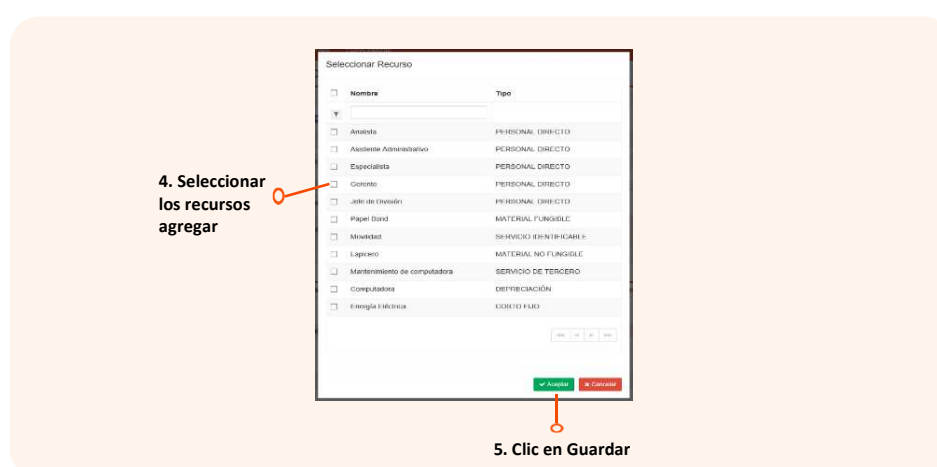 Seleccionar Recurso
Nombre Tipo
Analista PERSONAL DIRECTO
Asistente Administrativo PERSONAL DIRECTO
Especialista PERSONAL DIRECTO
Gerente PERSONAL DIRECTO
Jefe de División PERSONAL DIRECTO
Papel Bond MATERIAL FUNGIBLE
Movilidad SERVICIO IDENTIFICABLE
Lapicero MATERIAL NO FUNGIBLE
Mantenimiento de computadora SERVICIO DE TERCERO
Computadora DEPRECIACIÓN
Energía Eléctrica COSTO FIJO
Aceptar Cancelar
4. Seleccionar
los recursos
agregar
5. Clic en Guardar